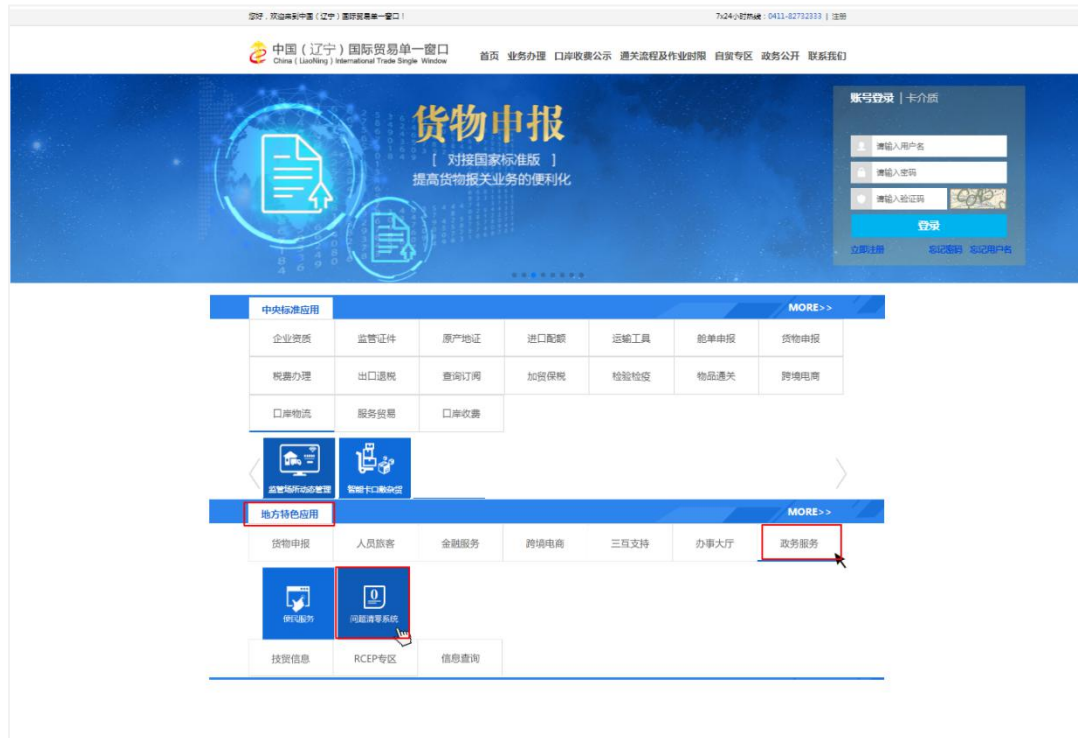 您好，欢迎来到中国（辽宁）国际贸易单一窗口！
7x24小时热线：0411-82732333 | 注册
中国（辽宁）国际贸易单一窗口
China ( LiaoNing ) International Trade Single Window
首页 业务办理 口岸收费公示 通关流程及作业时限 自贸专区 政务公开 联系我们
货物申报
[ 对接国家标准版 ]
提高货物报关业务的便利化
账号登录 | 卡介质
请输入用户名
请输入密码
请输入验证码
登录
立即注册 忘记密码 忘记用户名
中央标准应用 MORE>>
企业资质 监管证件 原产地证 进口配额 运输工具 舱单申报 货物申报
税费办理 出口退税 查询订阅 加贸保税 检验检疫 物品通关 跨境电商
口岸物流 服务贸易 口岸收费
监管场所动态管理 智能卡口散杂货
地方特色应用 MORE>>
货物申报 人员旅客 金融服务 跨境电商 三互支持 办事大厅 政务服务
便民服务 问题清零系统
技贸信息 RCEP专区 信息查询